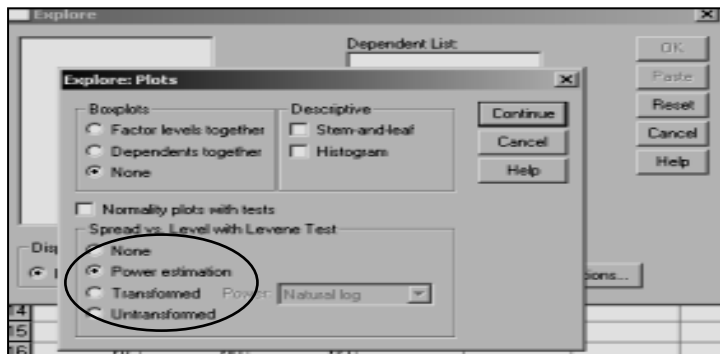 Explore
Dependent List:
OK
Paste
Reset
Cancel
Help
Explore: Plots
Boxplots
Factor levels together
Dependents together
None
Descriptive
Stem-and-leaf
Histogram
Continue
Cancel
Help
Normality plots with tests
Spread vs. Level with Levene Test
None
Power estimation
Transformed Power: Natural log
Untransformed
Disp
ions...
14
15
16